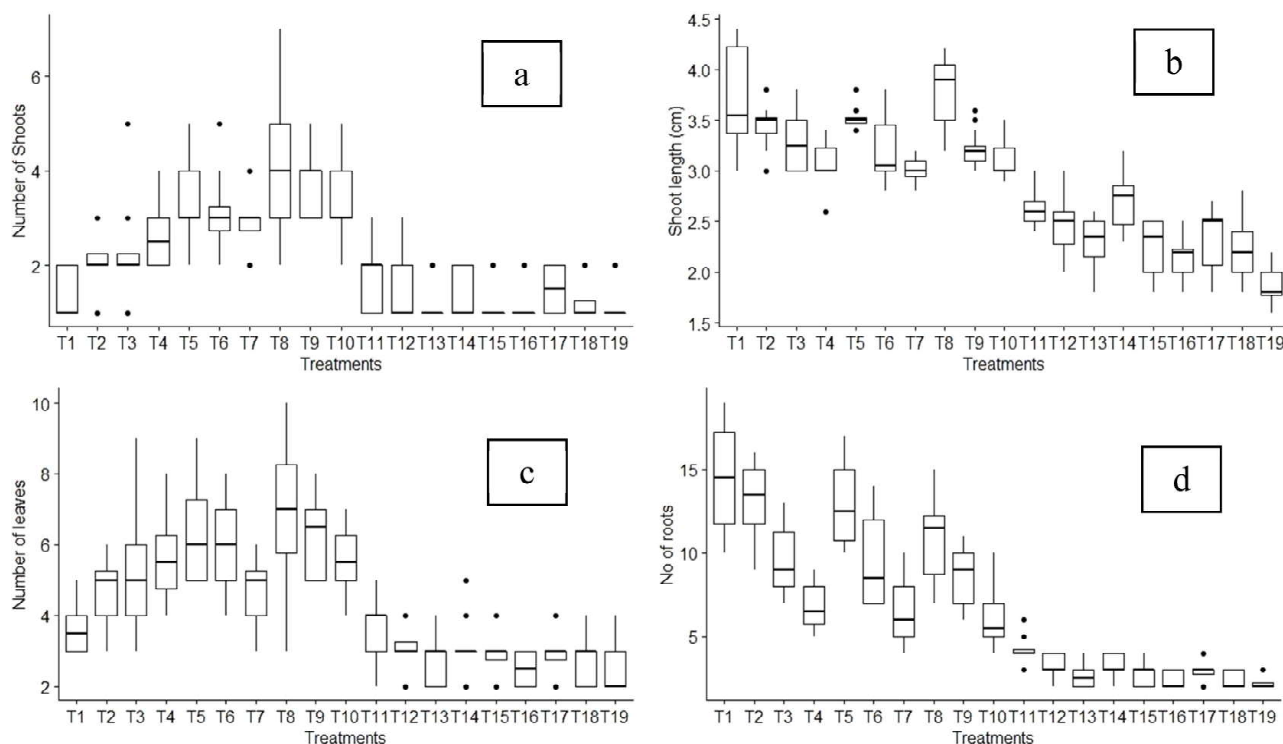 a
Number of Shoots
6
4
2
T1 T2 T3 T4 T5 T6 T7 T8 T9 T10 T11 T12 T13 T14 T15 T16 T17 T18 T19
Treatments
b
Shoot length (cm)
4.5
4.0
3.5
3.0
2.5
2.0
1.5
T1 T2 T3 T4 T5 T6 T7 T8 T9 T10 T11 T12 T13 T14 T15 T16 T17 T18 T19
Treatments
c
Number of leaves
10
8
6
4
2
T1 T2 T3 T4 T5 T6 T7 T8 T9 T10 T11 T12 T13 T14 T15 T16 T17 T18 T19
Treatments
d
No of roots
15
10
5
T1 T2 T3 T4 T5 T6 T7 T8 T9 T10 T11 T12 T13 T14 T15 T16 T17 T18 T19
Treatments